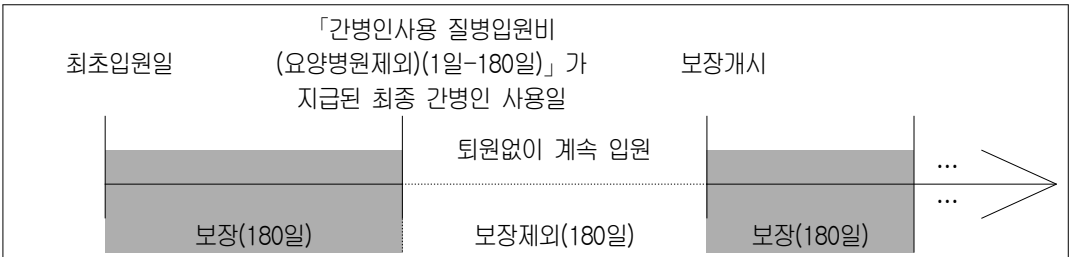 「간병인사용 질병입원비
최초입원일 (요양병원제외)(1일-180일)」가 보장개시
지급된 최종 간병인 사용일
퇴원없이 계속 입원
...
...
보장(180일) 보장제외(180일) 보장(180일)